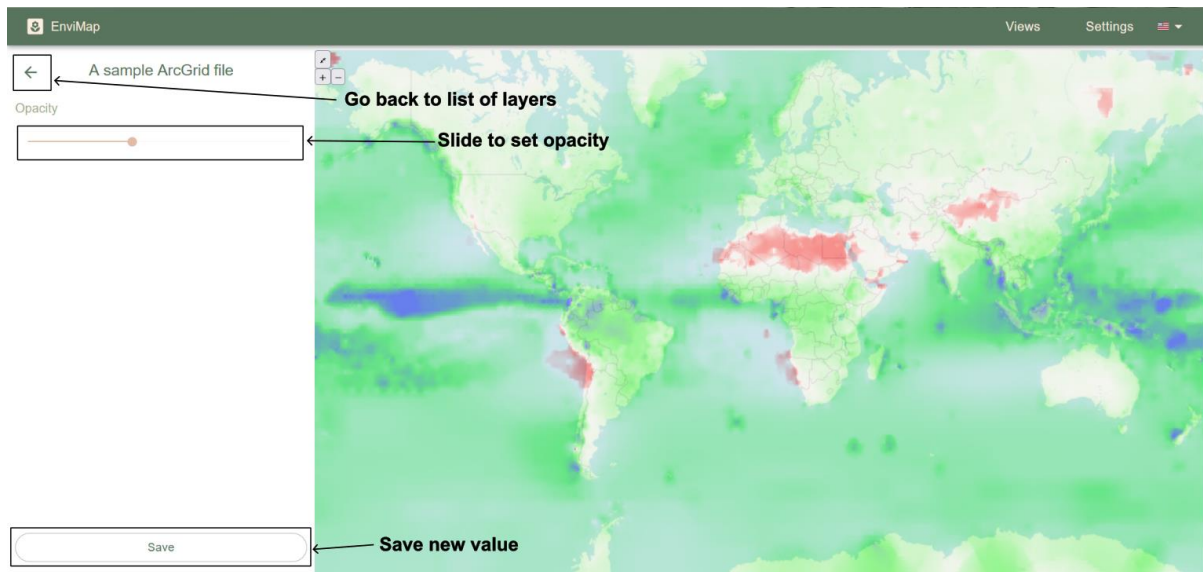 EnviMap
Views
Settings
A sample ArcGrid file
Go back to list of layers
Opacity
Slide to set opacity
+
−
Save
Save new value